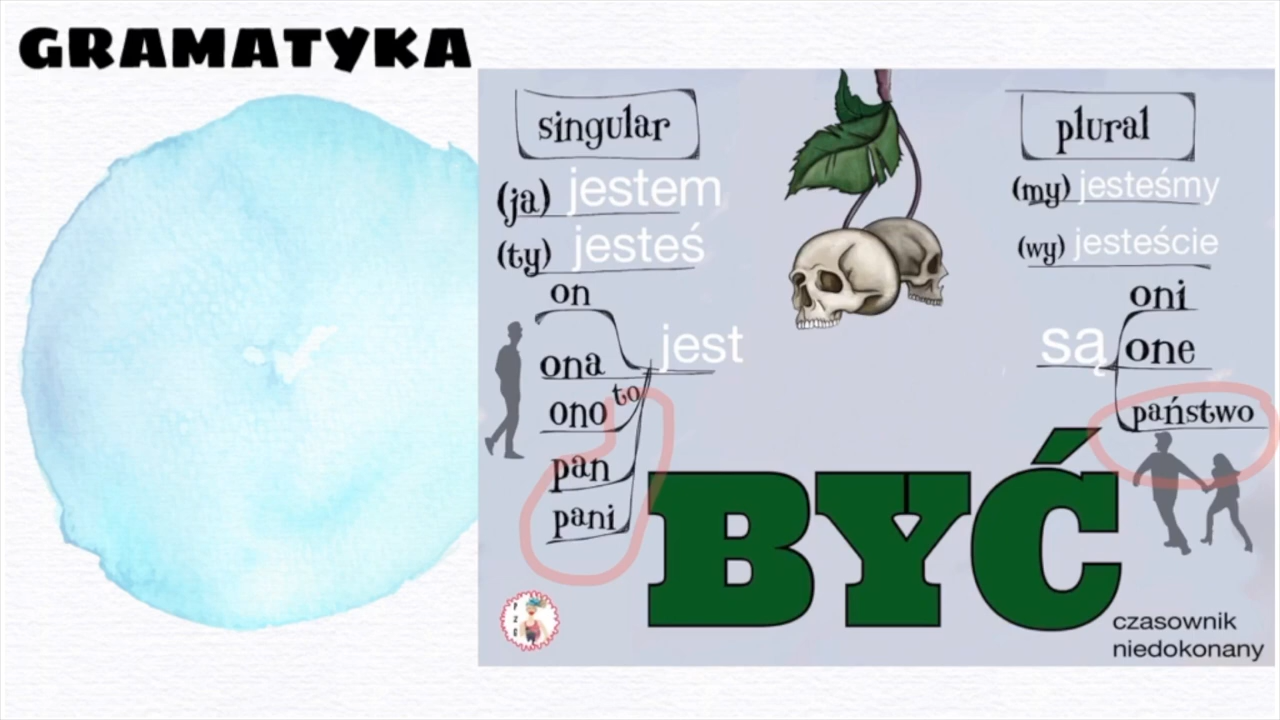 GRAMATYKA
singular
(ja) jestem
(ty) jesteś
on
ona
jest
ono to
pan
pani
plural
(my) jesteśmy
(wy) jesteście
oni
są one
państwo
BYĆ
czasownik
niedokonany